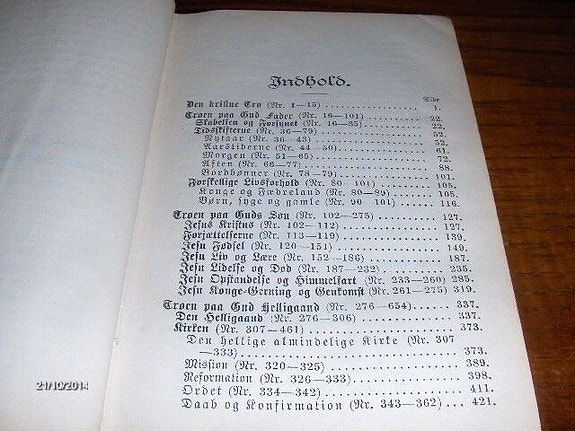 Indhold.
Side
Den kristne Tro (Nr. 1—15) 1.
Troen paa Gud Fader (Nr. 16—101) 22.
Skabelsen og Forsynet (Nr. 16—35) 22.
Tidsskifterne (Nr. 36—79) 52.
Nytaar (Nr. 36—43) 52.
Aarstiderne (Nr. 44—50) 61.
Morgen (Nr. 51—65) 72.
Aften (Nr. 66—77) 88.
Bordbønner (Nr. 78—79) 101.
Forskellige Livsforhold (Nr. 80—101) 105.
Konge og Fædreland (Nr. 80—89) 105.
Børn, syge og gamle (Nr. 90—101) 116.
Troen paa Guds Søn (Nr. 102—275) 127.
Jesus Kristus (Nr. 102—112) 127.
Forjættelserne (Nr. 113—119) 139.
Jesu Fødsel (Nr. 120—151) 149.
Jesu Liv og Lære (Nr. 152—186) 187.
Jesu Lidelse og Død (Nr. 187—232) 235.
Jesu Opstandelse og Himmelfart (Nr. 233—260) 285.
Jesu Konge-Gerning og Genkomst (Nr. 261—275) 319.
Troen paa Gud Helligaand (Nr. 276—654) 337.
Den Helligaand (Nr. 276—306) 337.
Kirken (Nr. 307—461) 373.
Den hellige almindelige Kirke (Nr. 307
—333) 373.
Mission (Nr. 320—325) 389.
Reformation (Nr. 326—333) 398.
Ordet (Nr. 334—342) 411.
Daab og Konfirmation (Nr. 343—362) 421.
21/10/2014